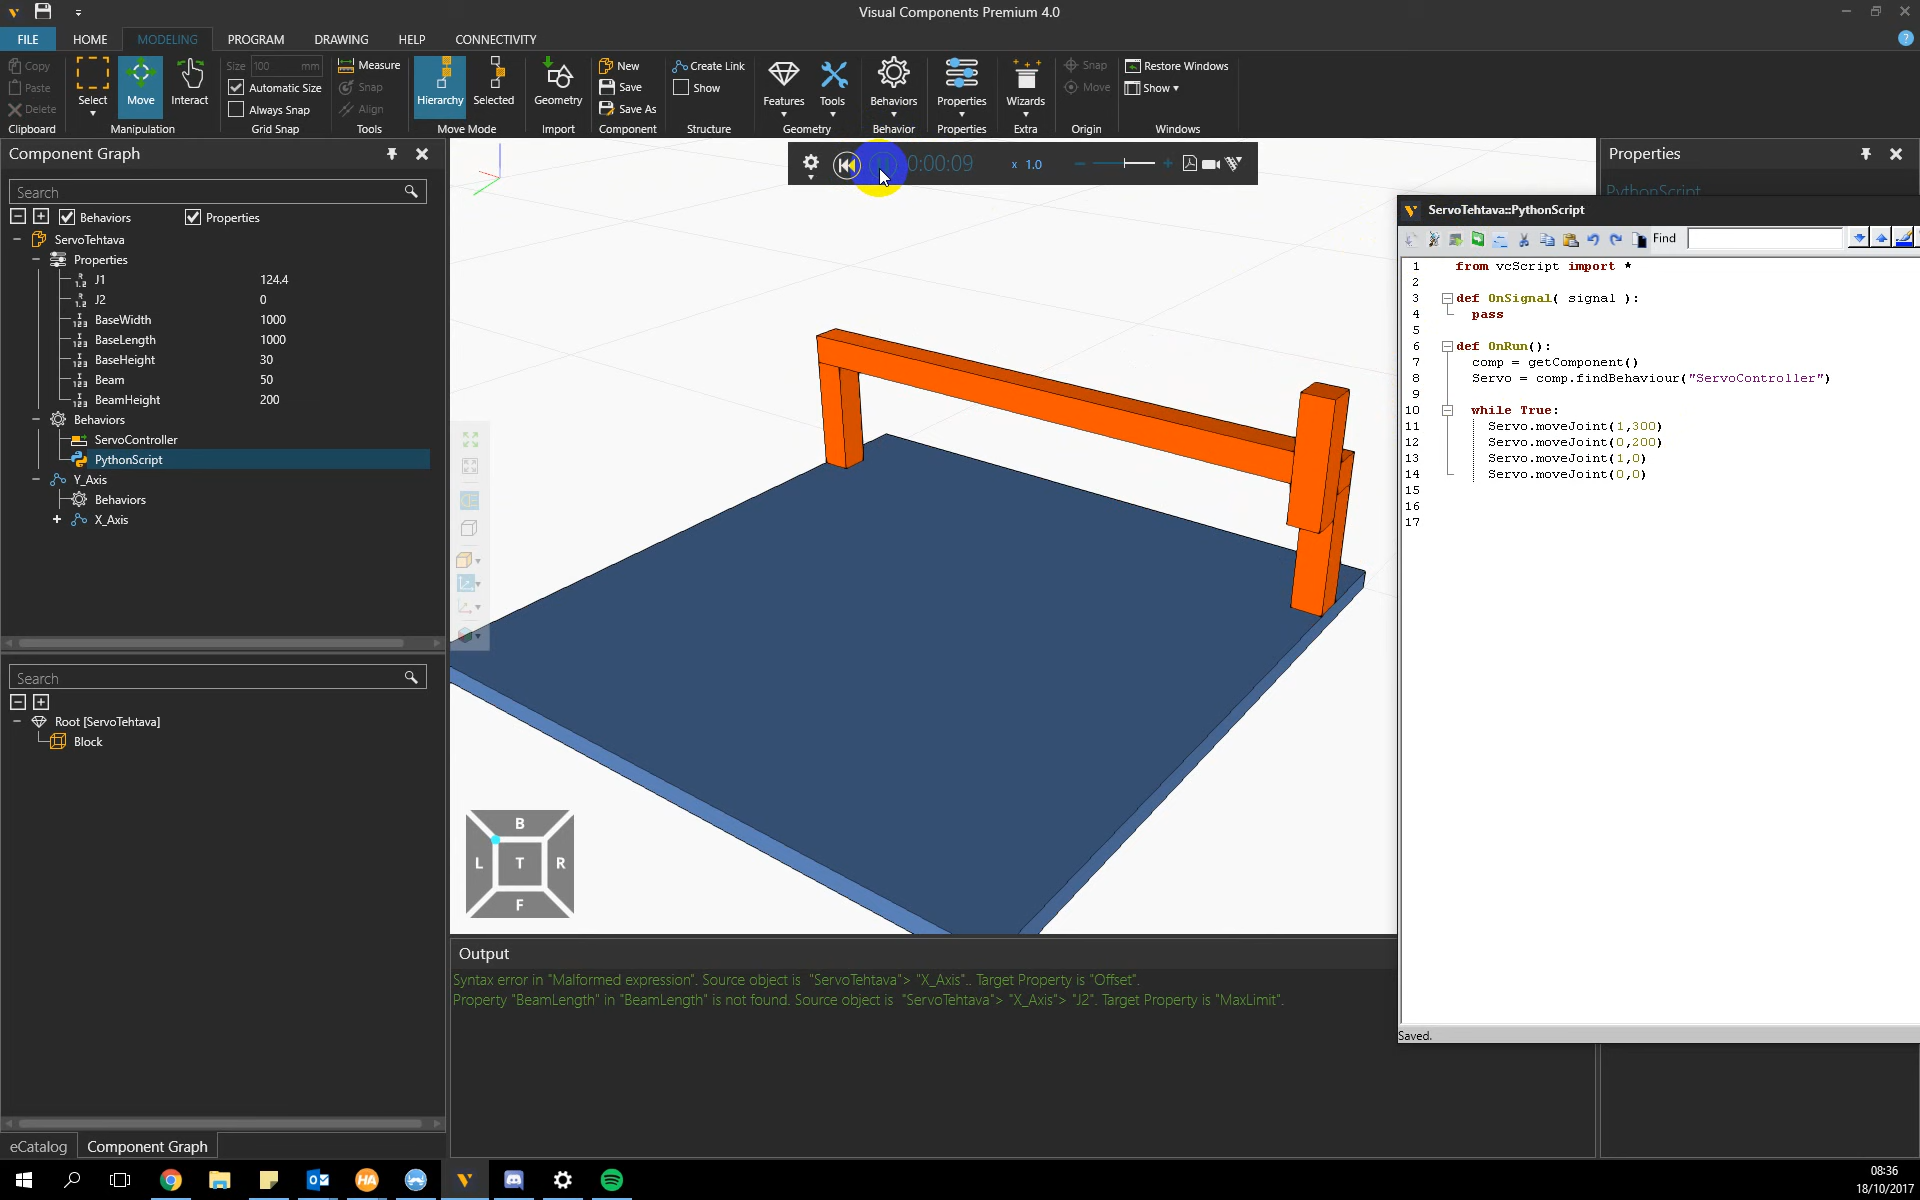 Visual Components Premium 4.0
FILE HOME MODELING PROGRAM DRAWING HELP CONNECTIVITY
Copy
Paste
Delete
Clipboard
Select Move Interact
Manipulation
Size 100 mm
Automatic Size
Always Snap
Grid Snap
Measure
Snap
Align
Tools
Hierarchy Selected
Move Mode
Geometry
Import
New
Save
Save As
Component
Create Link
Show
Structure
Features Tools
Geometry
Behaviors
Behavior
Properties
Properties
Wizards
Extra
Snap
Move
Origin
Restore Windows
Show
Windows
Component Graph
Search
Behaviors Properties
ServoTehtava
Properties
J1 124.4
J2 0
BaseWidth 1000
BaseLength 1000
BaseHeight 30
Beam 50
BeamHeight 200
Behaviors
ServoController
PythonScript
Y_Axis
Behaviors
X_Axis
Search
Root [ServoTehtava]
Block
eCatalog Component Graph
0:00:09 x 1.0
B
L T R
F
Output
Syntax error in "Malformed expression". Source object is "ServoTehtava"> "X_Axis".. Target Property is "Offset".
Property "BeamLength" in "BeamLength" is not found. Source object is "ServoTehtava"> "X_Axis"> "J2". Target Property is "MaxLimit".
Properties
PythonScript
ServoTehtava::PythonScript
Find
1 from vcScript import *
2
3 def OnSignal( signal ):
4 pass
5
6 def OnRun():
7 comp = getComponent()
8 Servo = comp.findBehaviour("ServoController")
9
10 while True:
11 Servo.moveJoint(1,300)
12 Servo.moveJoint(0,200)
13 Servo.moveJoint(1,0)
14 Servo.moveJoint(0,0)
15
16
17
Saved.
08:36
18/10/2017